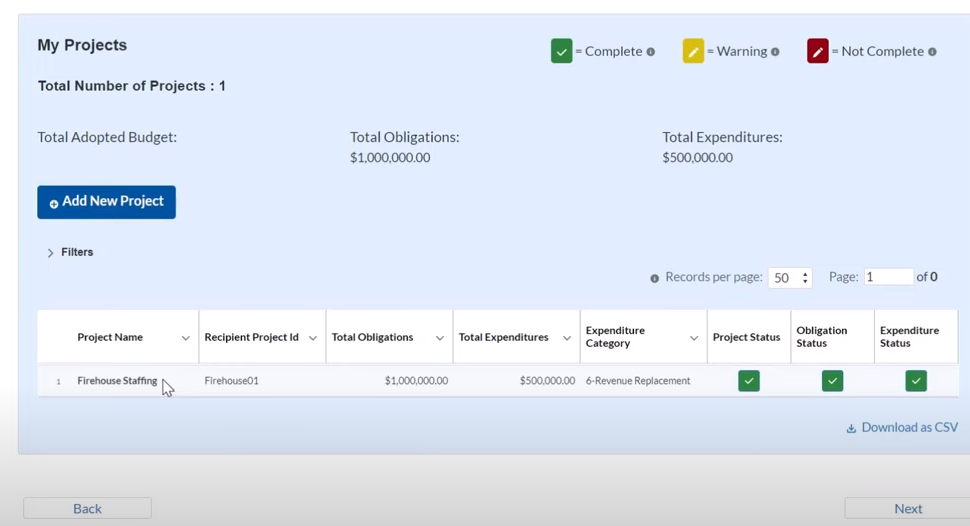 My Projects
= Complete
= Warning
= Not Complete
Total Number of Projects : 1
Total Adopted Budget:
Total Obligations:
$1,000,000.00
Total Expenditures:
$500,000.00
Add New Project
Filters
Records per page: 50
Page: 1 of 0
Project Name
Recipient Project Id
Total Obligations
Total Expenditures
Expenditure
Category
Project Status
Obligation
Status
Expenditure
Status
1 Firehouse Staffing Firehouse01 $1,000,000.00 $500,000.00 6-Revenue Replacement
Download as CSV
Back
Next